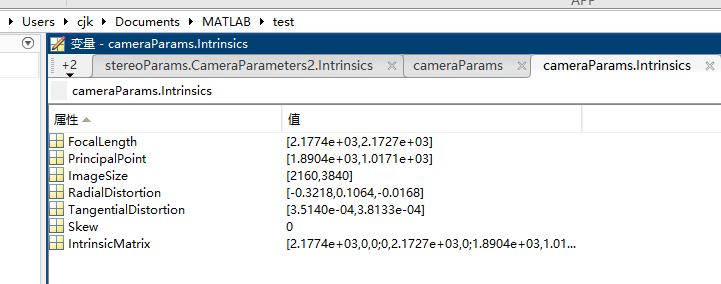 APP
Users ▸ cjk ▸ Documents ▸ MATLAB ▸ test
变量 - cameraParams.Intrinsics
+2 stereoParams.CameraParameters2.Intrinsics cameraParams cameraParams.Intrinsics
cameraParams.Intrinsics
属性 值
FocalLength [2.1774e+03,2.1727e+03]
PrincipalPoint [1.8904e+03,1.0171e+03]
ImageSize [2160,3840]
RadialDistortion [-0.3218,0.1064,-0.0168]
TangentialDistortion [3.5140e-04,3.8133e-04]
Skew 0
IntrinsicMatrix [2.1774e+03,0,0;0,2.1727e+03,0;1.8904e+03,1.01...